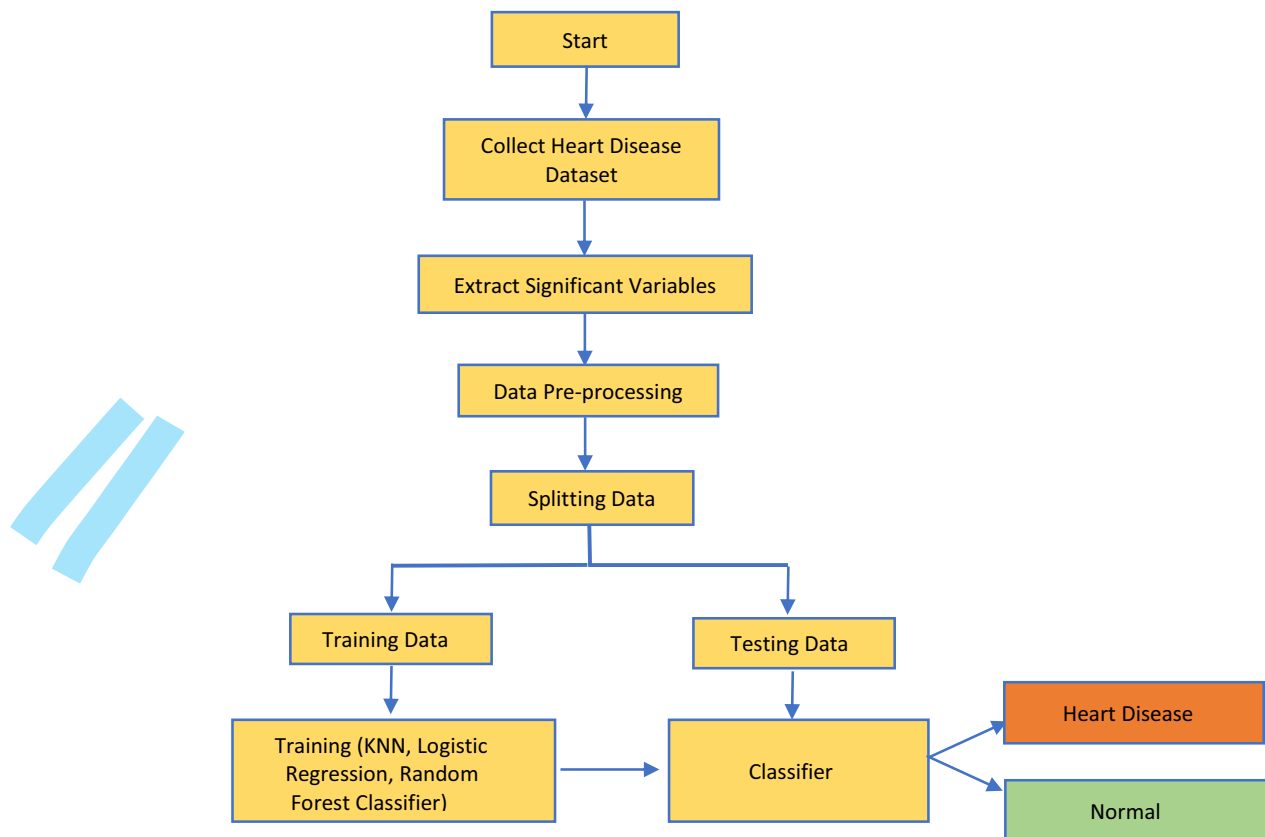 Start
Collect Heart Disease
Dataset
Extract Significant Variables
Data Pre-processing
Splitting Data
Training Data
Testing Data
Training (KNN, Logistic
Regression, Random
Forest Classifier)
Classifier
Heart Disease
Normal